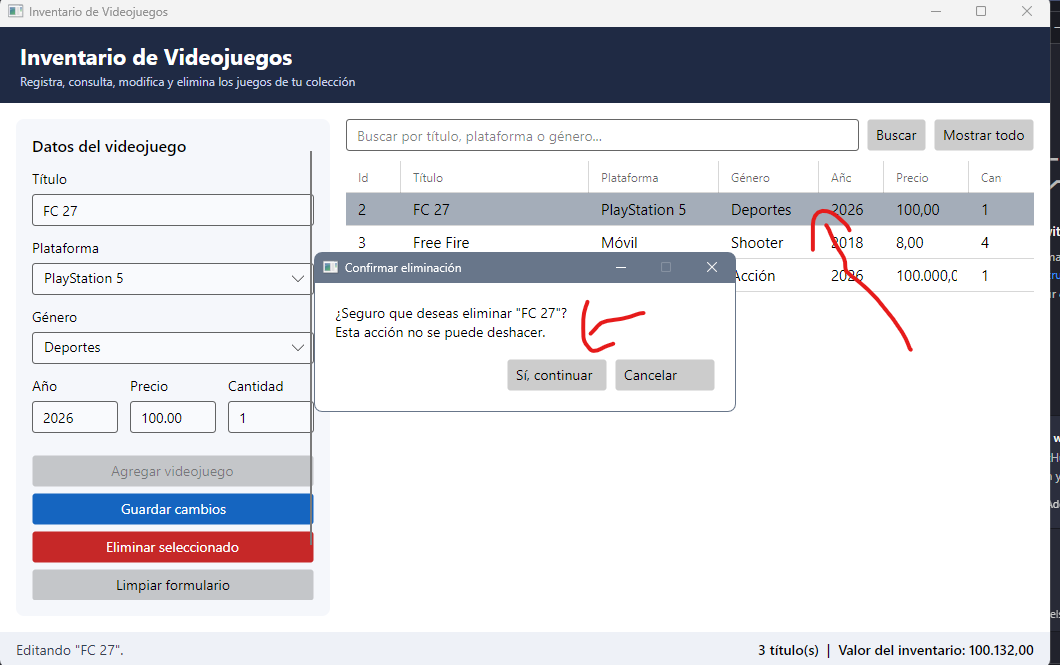 Inventario de Videojuegos
Inventario de Videojuegos
Registra, consulta, modifica y elimina los juegos de tu colección
Datos del videojuego
Título
FC 27
Plataforma
PlayStation 5
Género
Deportes
Año Precio Cantidad
2026 100.00 1
Agregar videojuego
Guardar cambios
Eliminar seleccionado
Limpiar formulario
Buscar por título, plataforma o género... Buscar Mostrar todo
Id Título Plataforma Género Añc Precio Can
2 FC 27 PlayStation 5 Deportes 2026 100,00 1
3 Free Fire Móvil Shooter 2018 8,00 4
Acción 2026 100.000,0 1
Confirmar eliminación
¿Seguro que deseas eliminar "FC 27"?
Esta acción no se puede deshacer.
Sí, continuar Cancelar
Editando "FC 27". 3 título(s) | Valor del inventario: 100.132,00